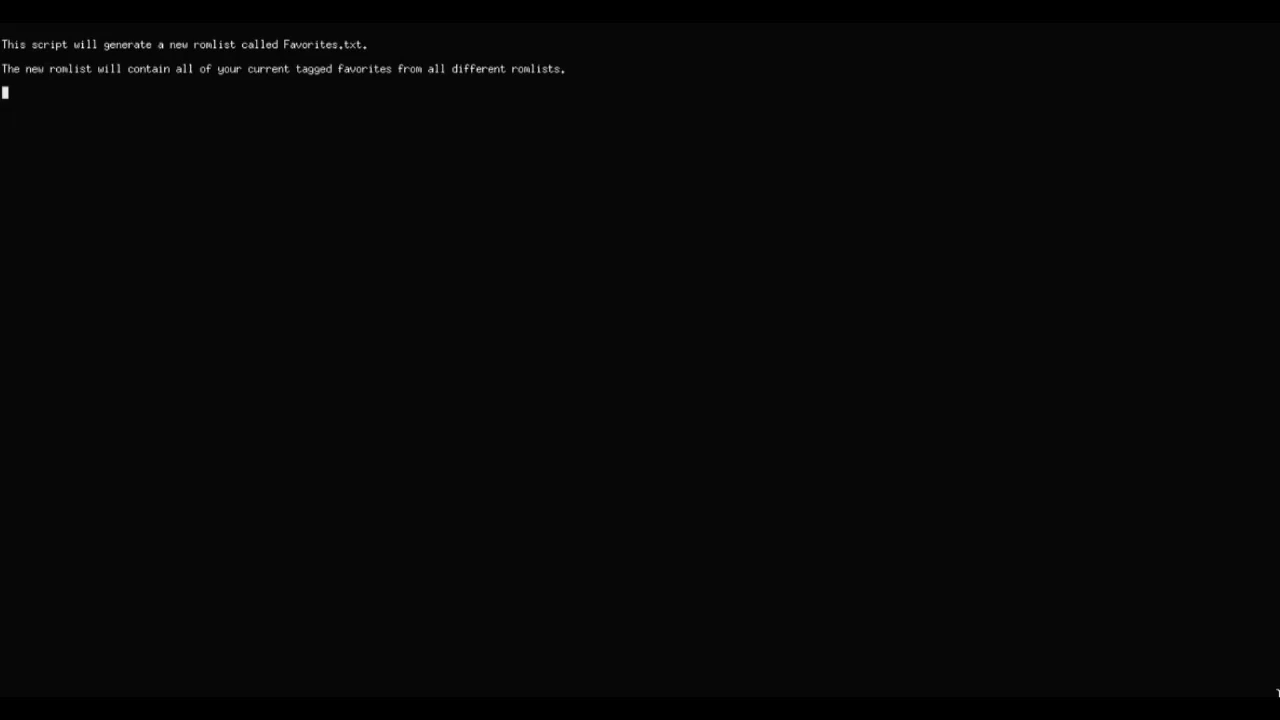 This script will generate a new romlist called Favorites.txt.
The new romlist will contain all of your current tagged favorites from all different romlists.